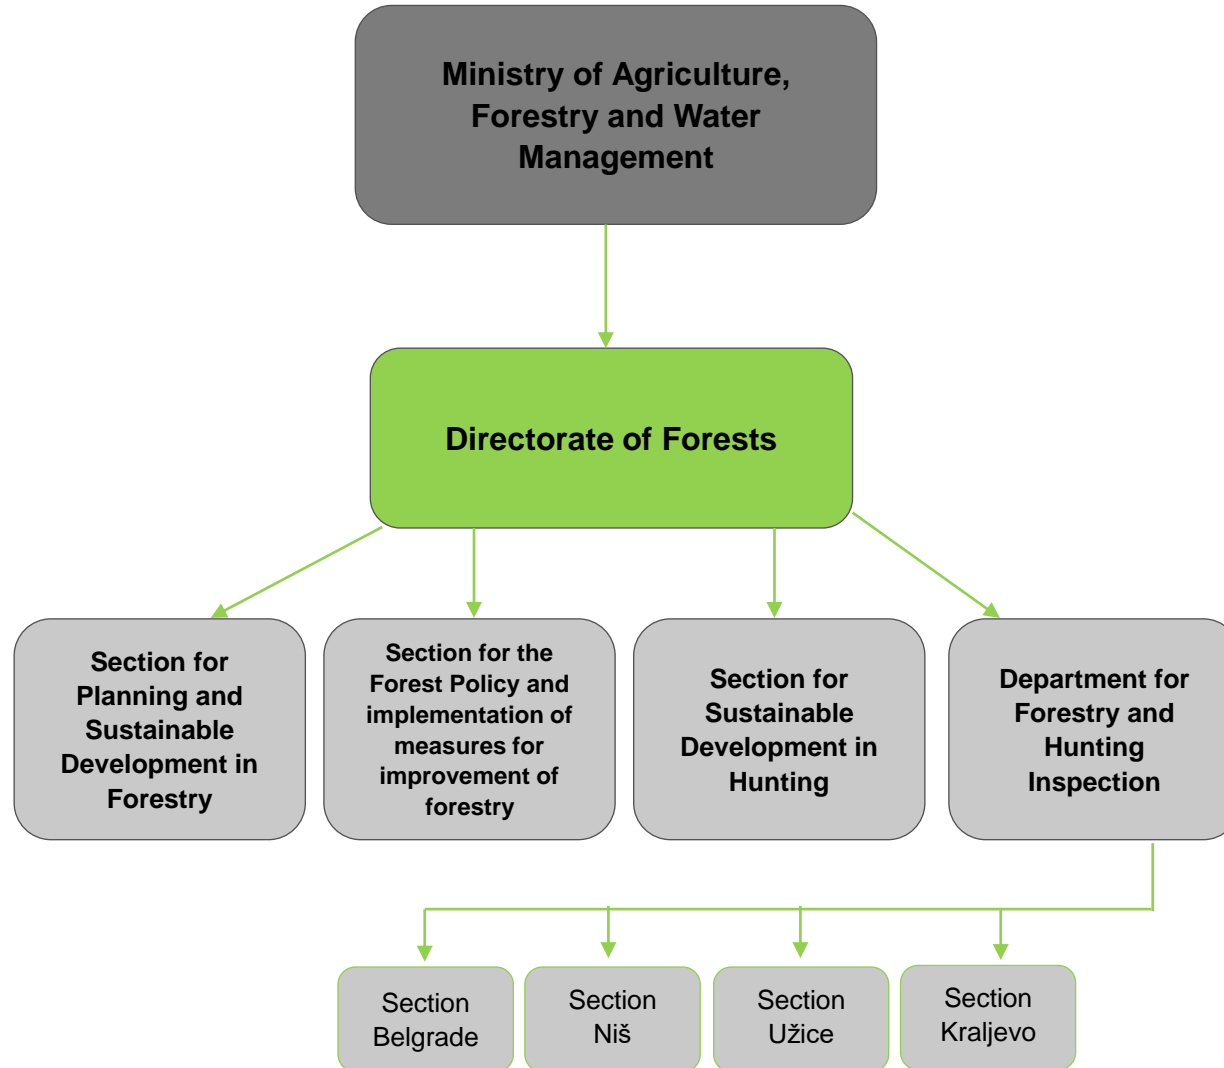 Ministry of Agriculture,
Forestry and Water
Management
Directorate of Forests
Section for
Planning and
Sustainable
Development in
Forestry
Section for the
Forest Policy and
implementation of
measures for
improvement of
forestry
Section for
Sustainable
Development in
Hunting
Department for
Forestry and
Hunting
Inspection
Section
Belgrade
Section
Niš
Section
Užice
Section
Kraljevo